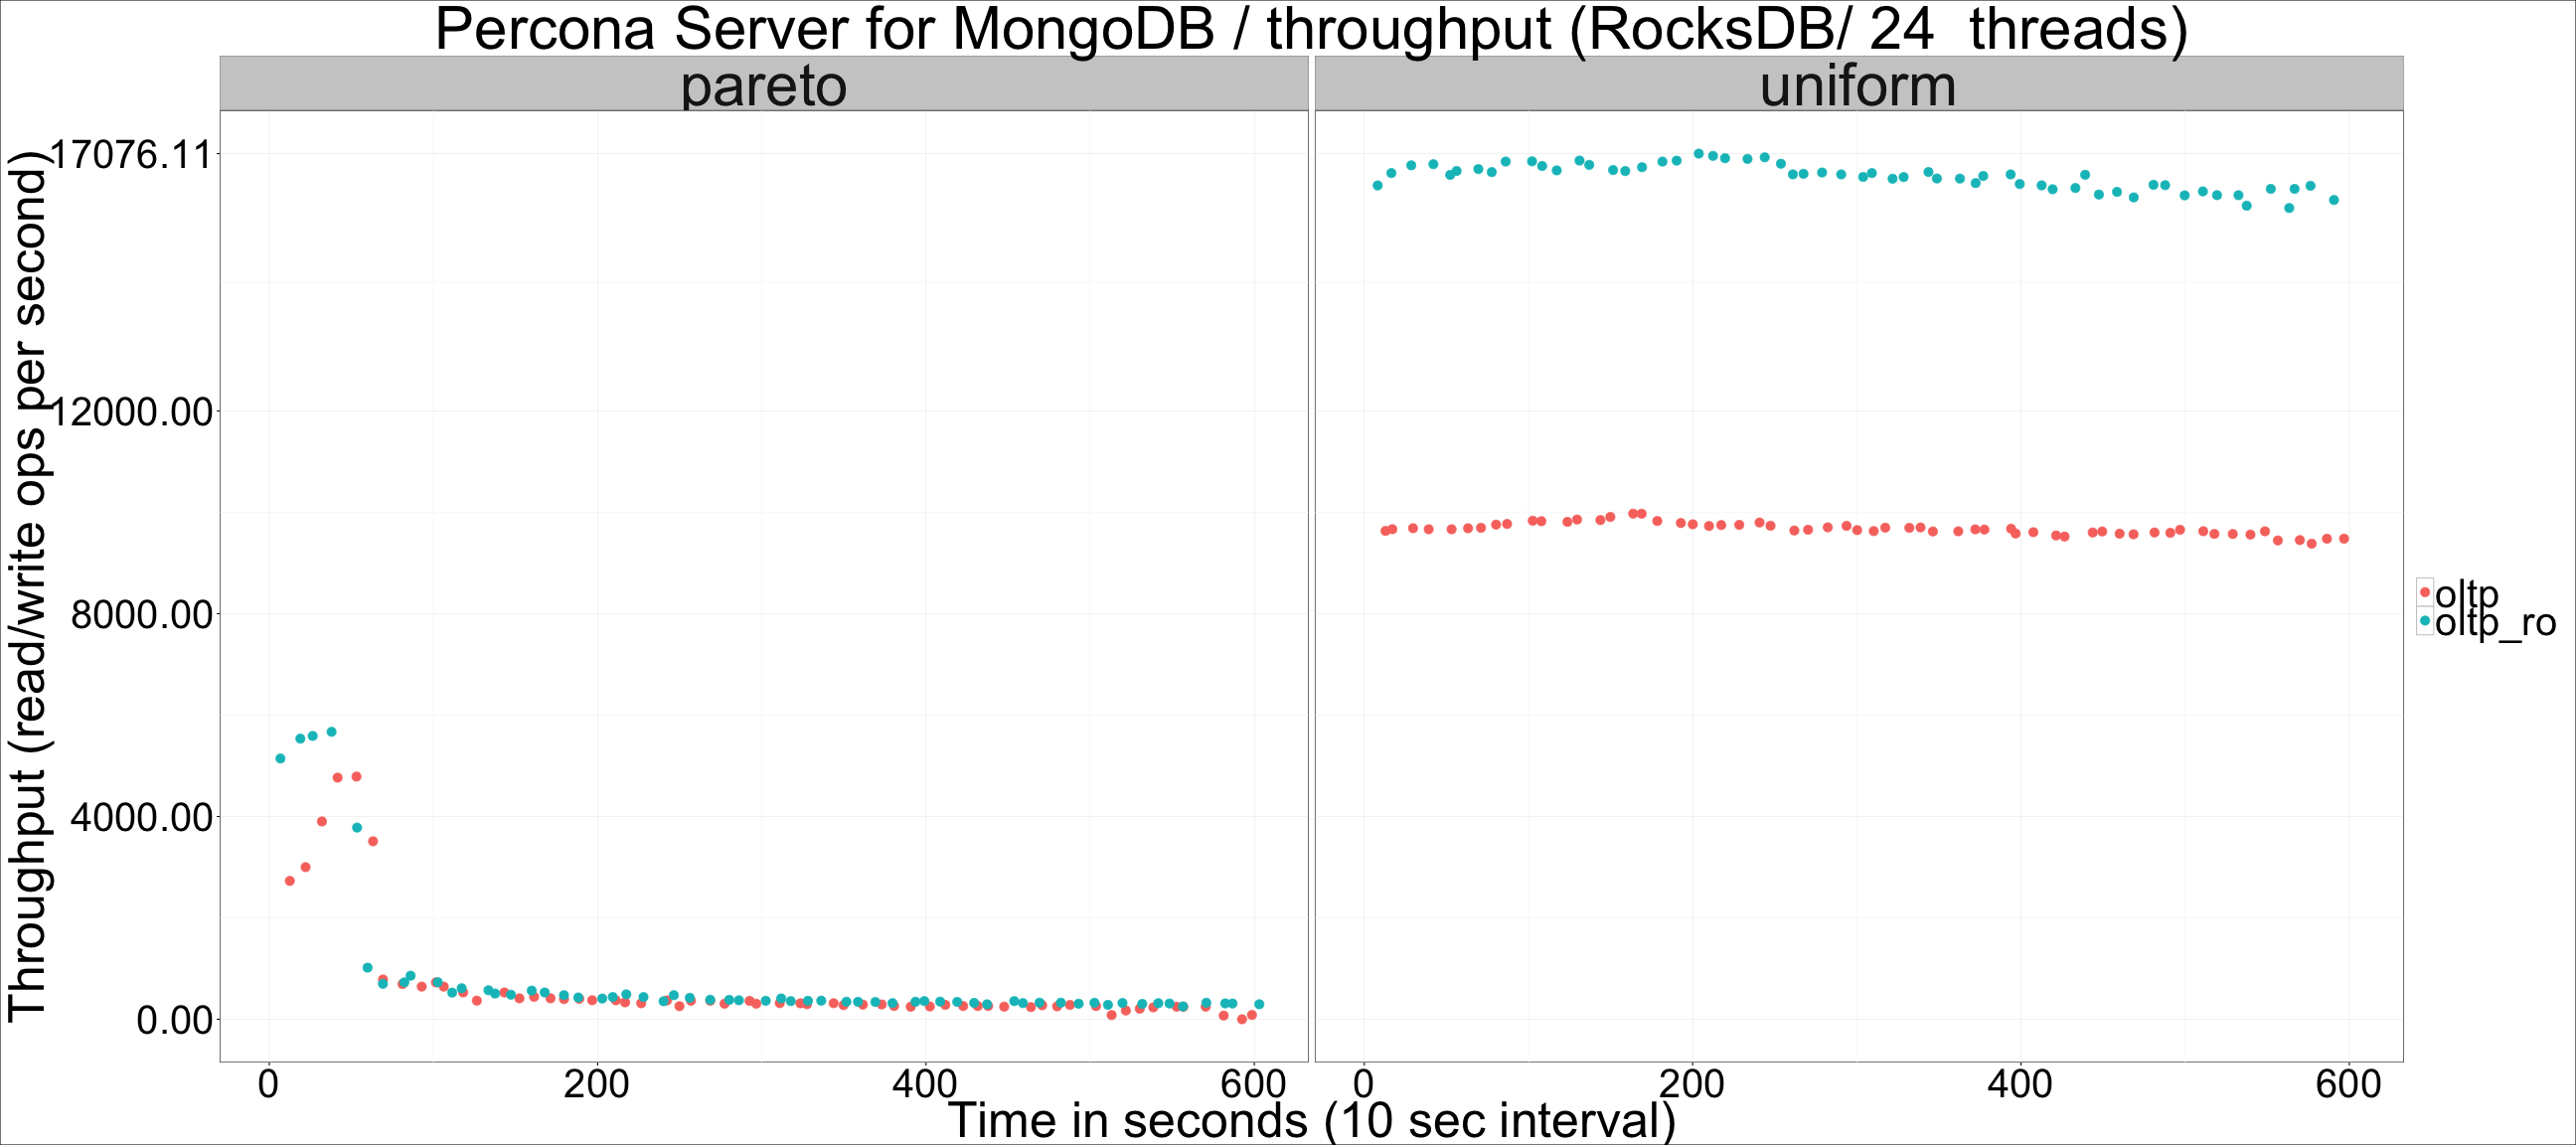 Percona Server for MongoDB / throughput (RocksDB/ 24  threads)
pareto
uniform
Throughput (read/write ops per second)
17076.11
12000.00
8000.00
4000.00
0.00
0 200 400 600
0 200 400 600
Time in seconds (10 sec interval)
oltp
oltp_ro